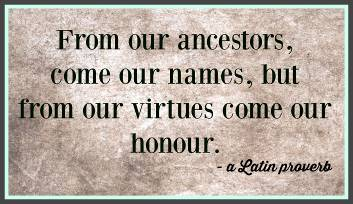 From our ancestors,
come our names, but
from our virtues come our
honour.
- a Latin proverb